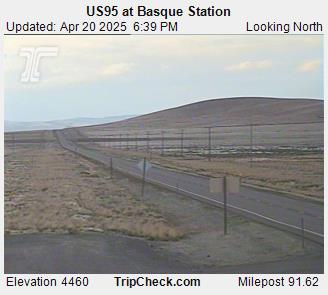 US95 at Basque Station
Updated: Apr 20 2025 6:39 PM Looking North
Elevation 4460 TripCheck.com Milepost 91.62